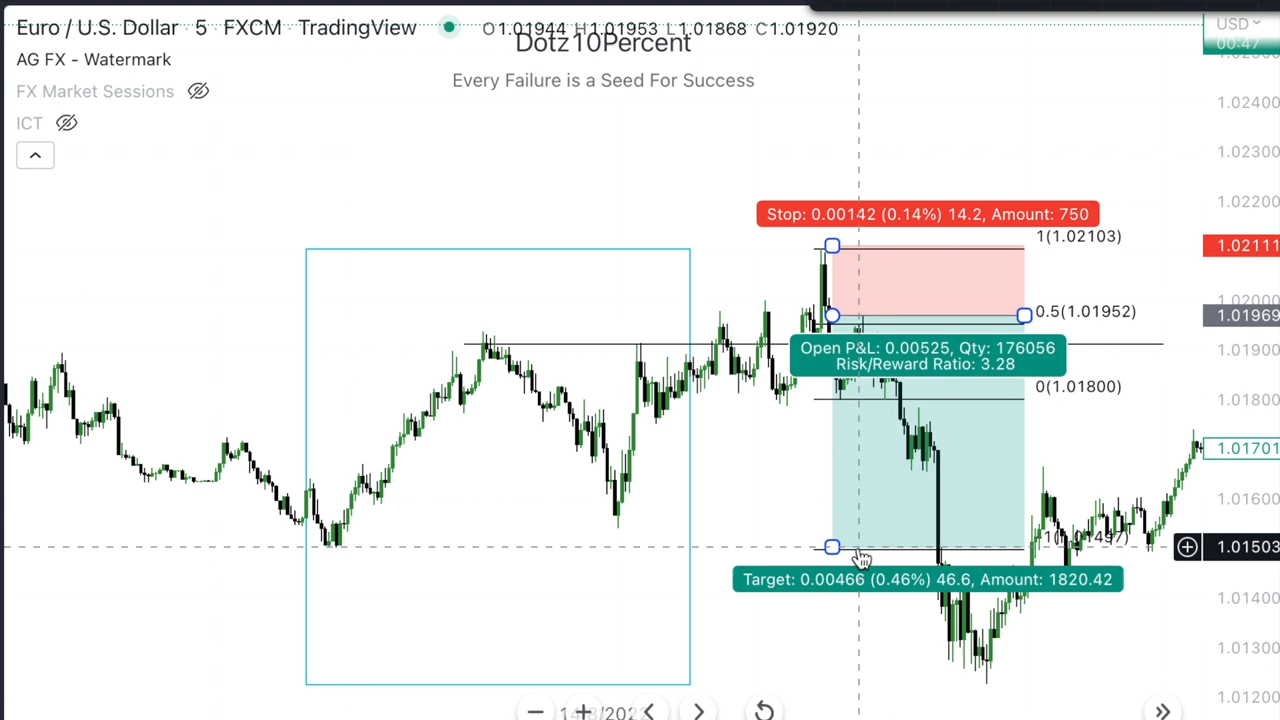 Euro / U.S. Dollar · 5 · FXCM · TradingView
O1.01944 H1.01953 L1.01868 C1.01920
USD
00:47
Dotz10Percent
AG FX - Watermark
Every Failure is a Seed For Success
FX Market Sessions
ICT
1.02400
1.02300
1.02200
Stop: 0.00142 (0.14%) 14.2, Amount: 750
1(1.02103)
1.02111
1.02000
0.5(1.01952)
1.01969
Open P&L: 0.00525, Qty: 176056
Risk/Reward Ratio: 3.28
1.01900
0(1.01800)
1.01800
1.01701
1.01600
1.01503
Target: 0.00466 (0.46%) 46.6, Amount: 1820.42
1.01400
1.01300
1.01200